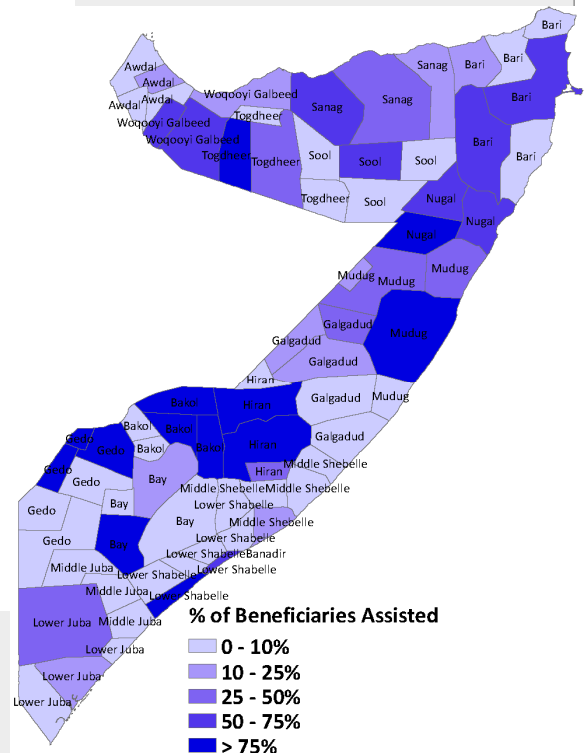 Bari
Sanag
Bari
Bari
Awdal
Awdal
Woqooyi Galbeed
Sanag
Sanag
Bari
Awdal
Awdal
Togdheer
Woqooyi Galbeed
Woqooyi Galbeed
Bari
Togdheer
Togdheer
Sool
Sool
Sool
Bari
Togdheer
Sool
Nugal
Nugal
Nugal
Mudug
Mudug
Mudug
Galgadud
Mudug
Galgadud
Galgadud
Hiran
Galgadud
Mudug
Bakol
Hiran
Bakol
Bako
Galgadud
Gedo
Gedo
Bakol
Bakol
Hiran
Gedo
Hiran
Middle Shebelle
Gedo
Bay
Middle Shebelle
Middle Shebelle
Gedo
Bay
Lower Shabelle
Bay
Middle Shebelle
Gedo
Bay
Lower Shabelle
Lower Shabelle
Banadir
Middle Juba
Lower Shabelle
Lower Shabelle
Middle Juba
Lower Shabelle
Lower Juba
Middle Juba
Lower Juba
Lower Juba
Lower Juba
% of Beneficiaries Assisted
0 - 10%
10 - 25%
25 - 50%
50 - 75%
> 75%